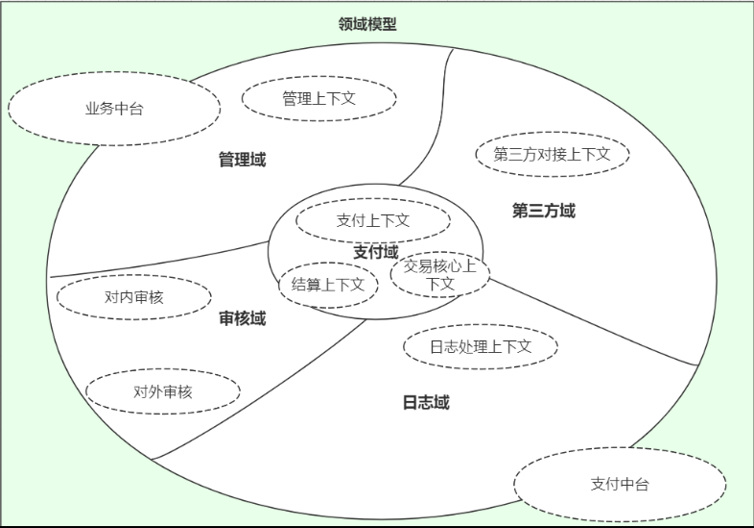 领域模型
业务中台
管理上下文
管理域
第三方对接上下文
第三方域
支付上下文
支付域
交易核心上
下文
结算上下文
对内审核
审核域
日志处理上下文
对外审核
日志域
支付中台